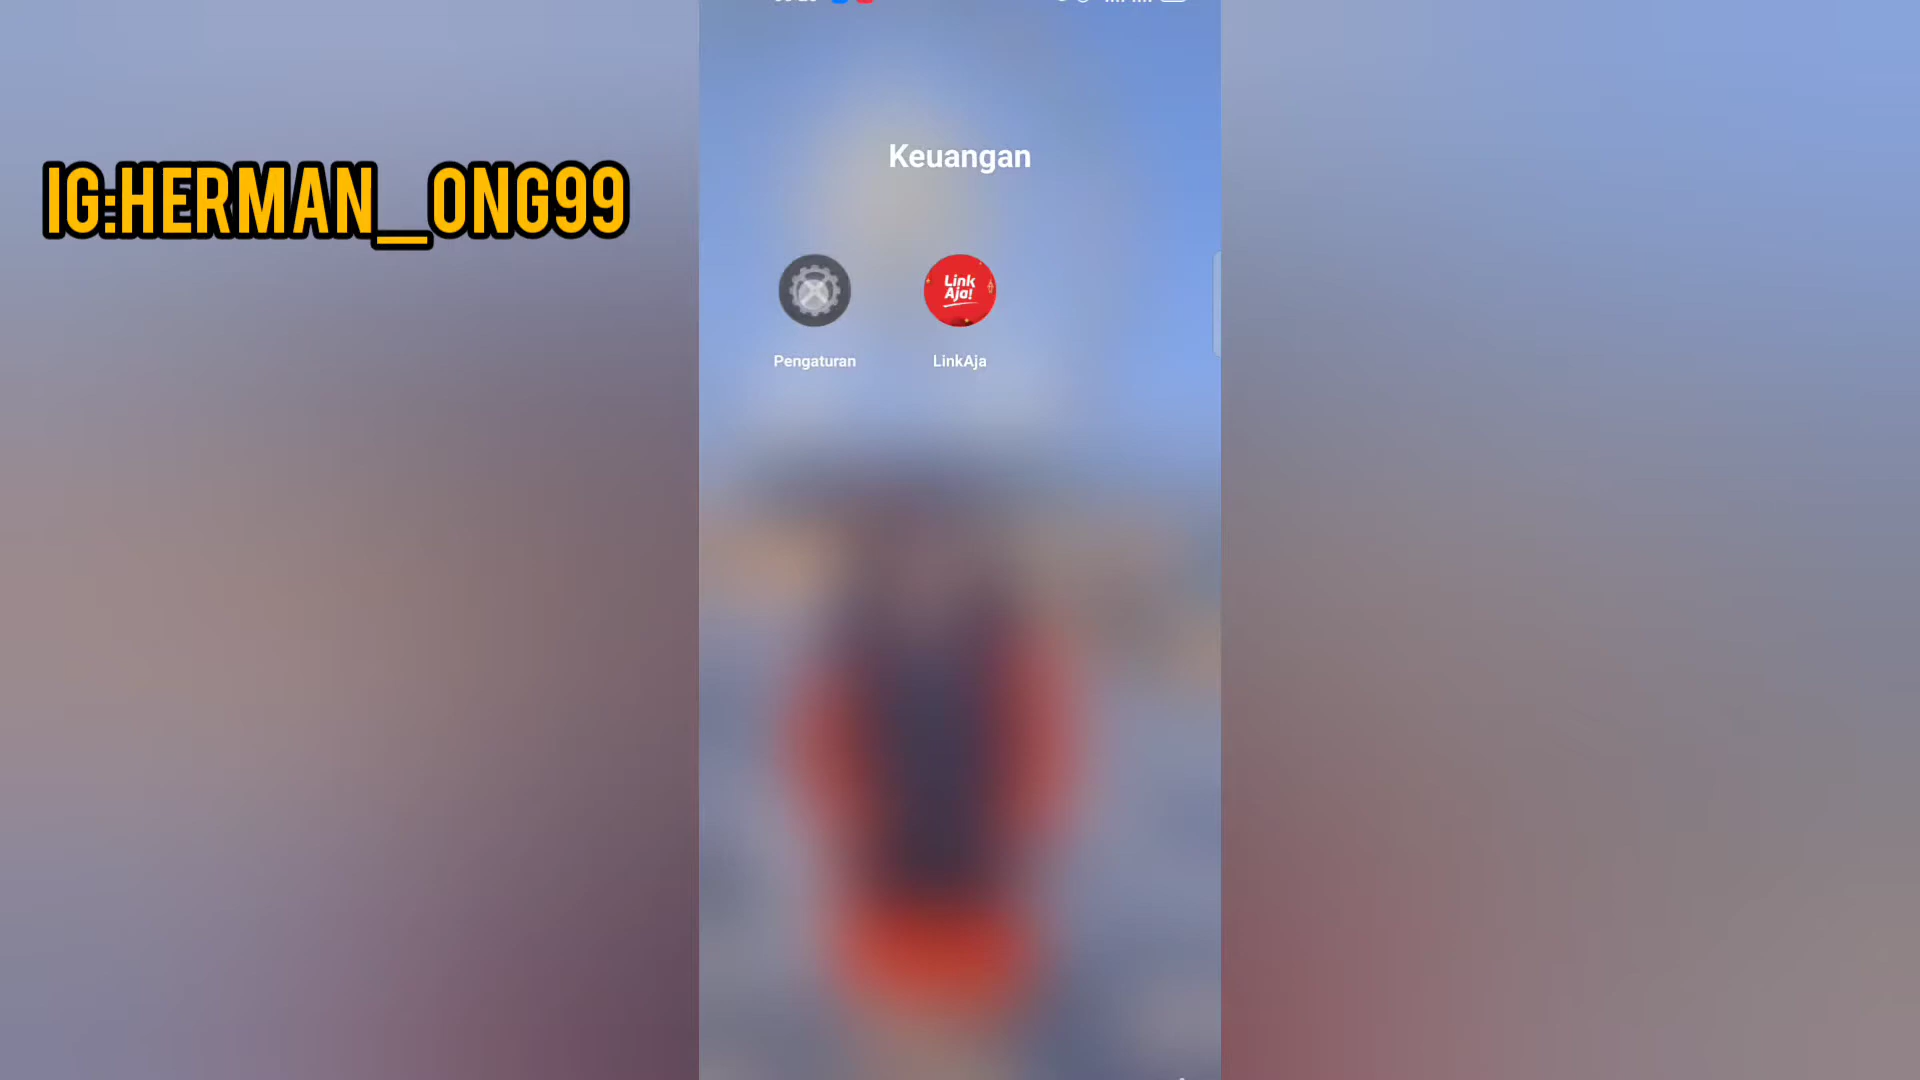 Keuangan
IG:HERMAN_ONG99
Link
Aja!
Pengaturan
LinkAja